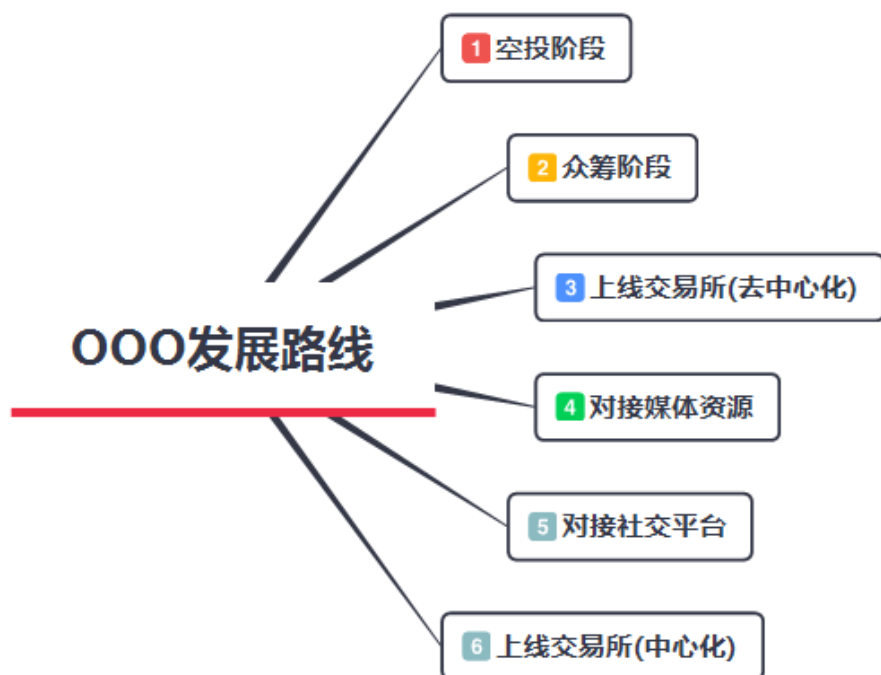 1 空投阶段
2 众筹阶段
3 上线交易所(去中心化)
OOO发展路线
4 对接媒体资源
5 对接社交平台
6 上线交易所(中心化)